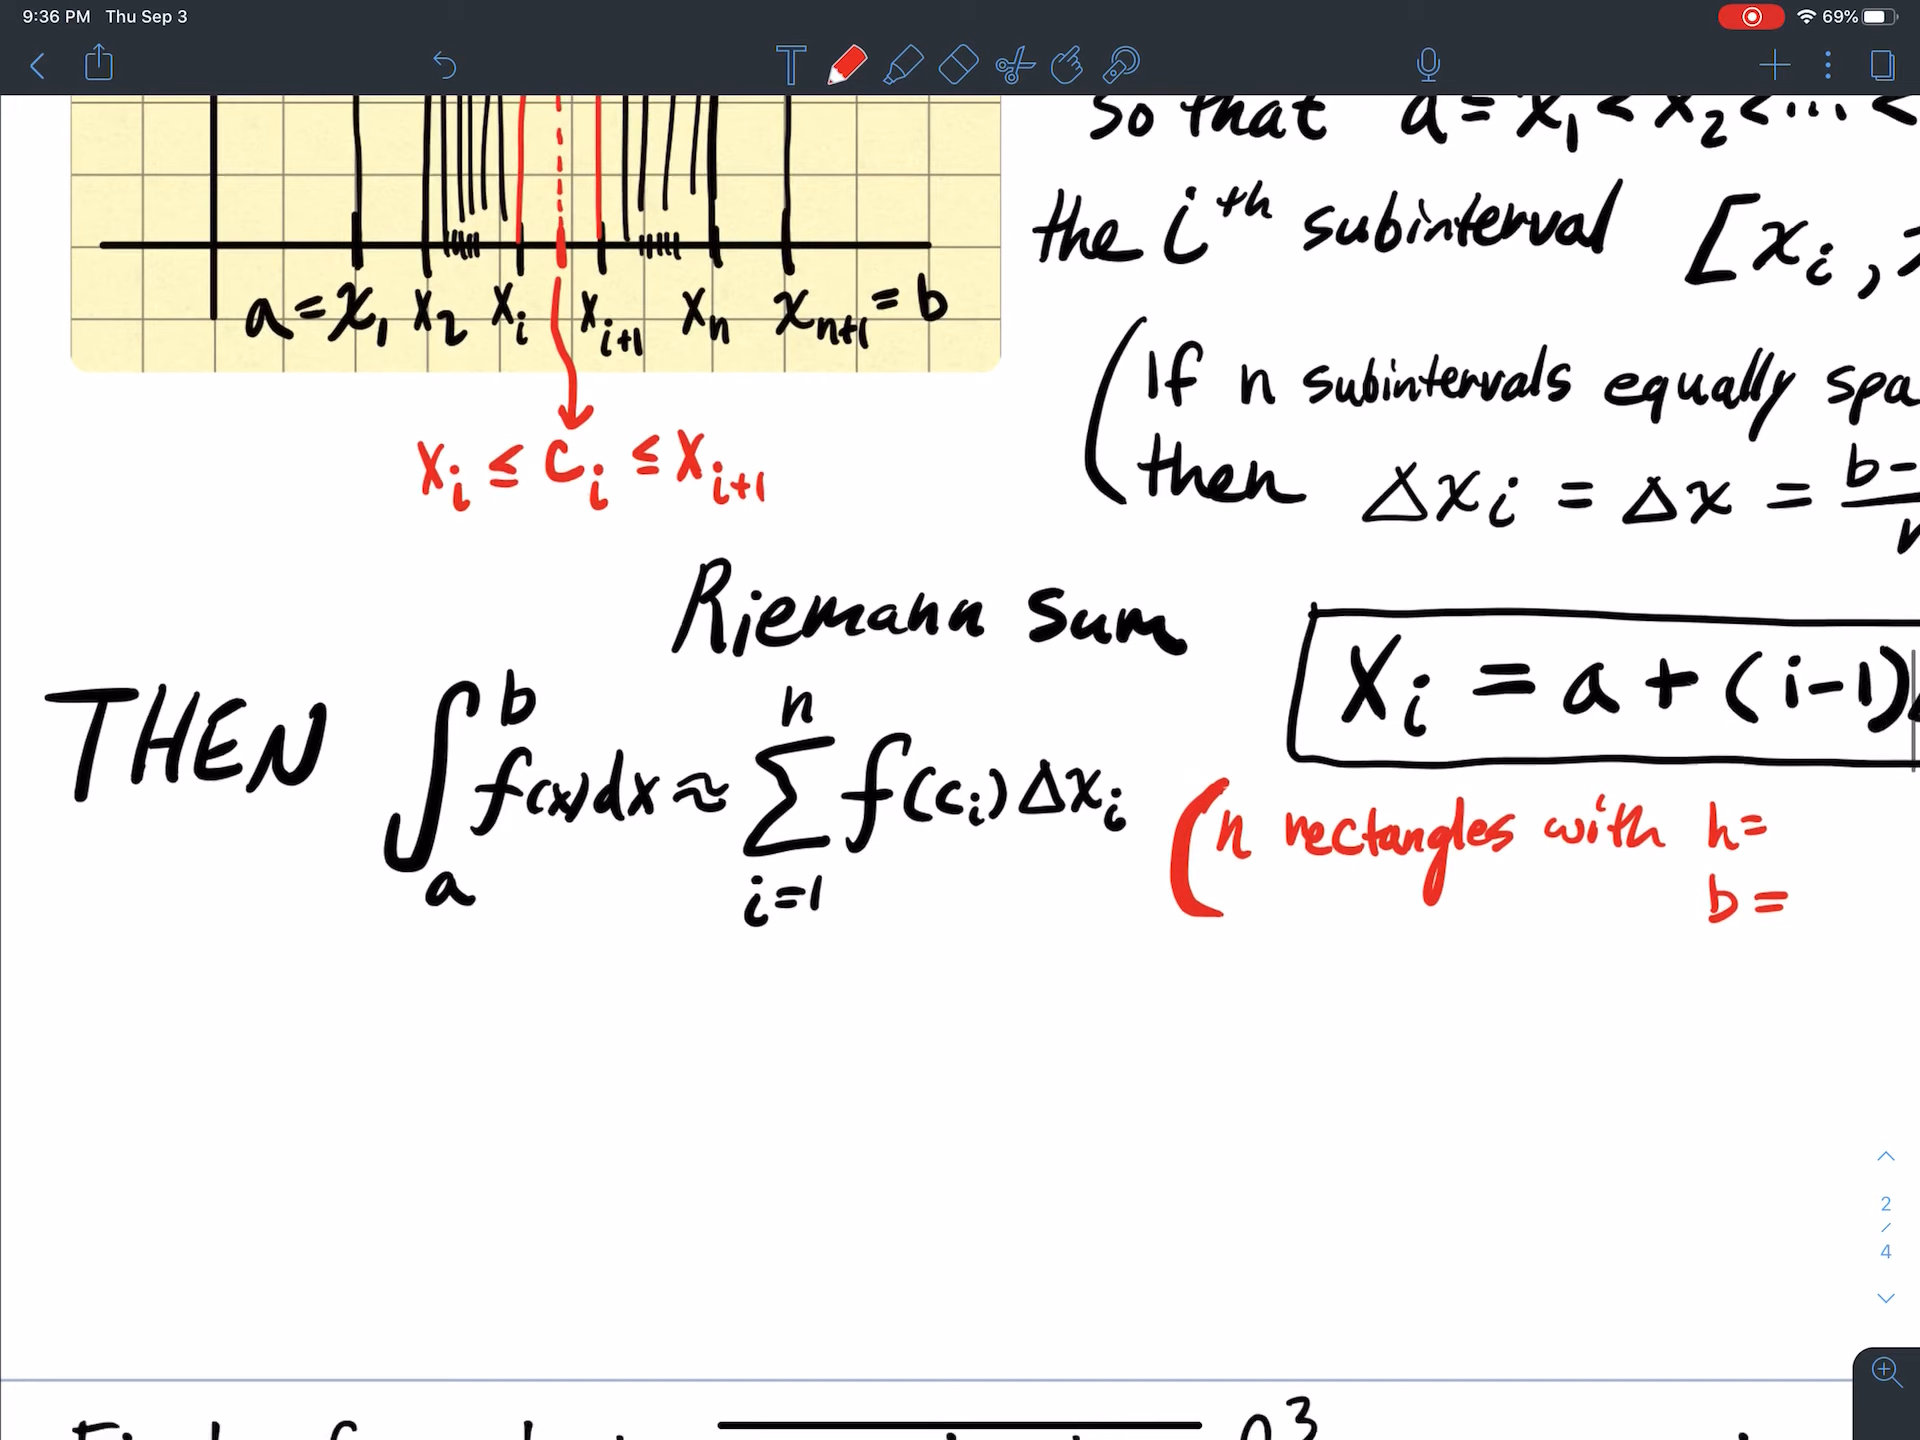 9:36 PM Thu Sep 3
69%
so that a = x₁ < x₂ < ... <
the iᵗʰ subinterval [xᵢ ,
a = x₁ x₂ xᵢ xᵢ₊₁ xₙ xₙ₊₁ = b
(If n subintervals equally spa
then Δxᵢ = Δx = b-
xᵢ ≤ cᵢ ≤ xᵢ₊₁
Riemann sum
xᵢ = a + (i-1)
THEN ∫ₐᵇ f(x)dx ≈ ∑ᵢ₌₁ⁿ f(cᵢ)Δxᵢ
(n rectangles with h=
b=
2
/
4